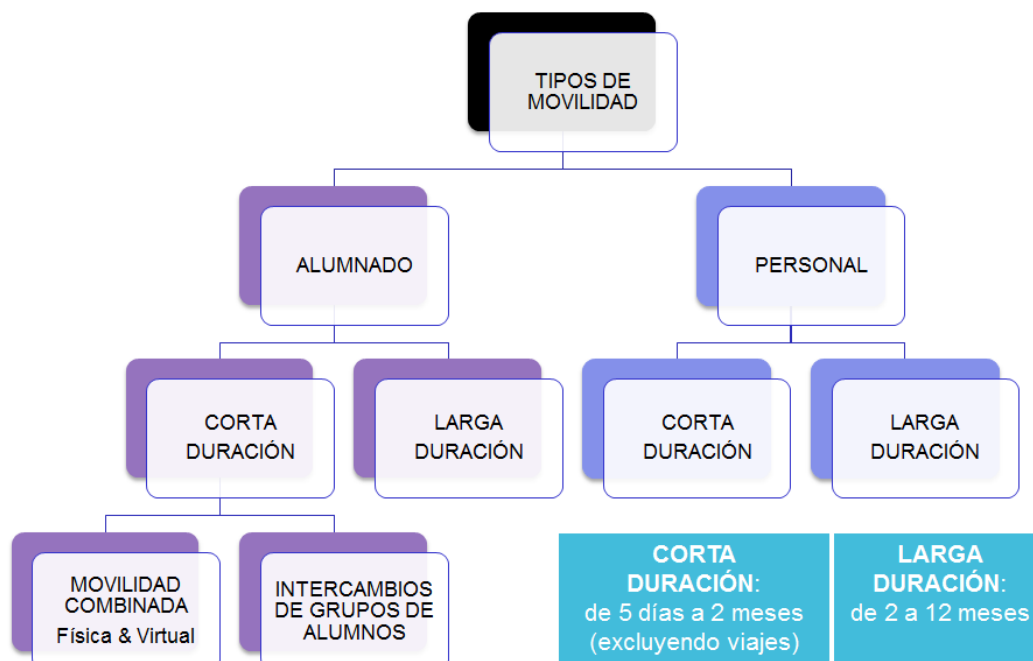 TIPOS DE
MOVILIDAD
ALUMNADO
PERSONAL
CORTA
DURACIÓN
LARGA
DURACIÓN
CORTA
DURACIÓN
LARGA
DURACIÓN
MOVILIDAD
COMBINADA
Física & Virtual
INTERCAMBIOS
DE GRUPOS DE
ALUMNOS
CORTA
DURACIÓN:
de 5 días a 2 meses
(excluyendo viajes)
LARGA
DURACIÓN:
de 2 a 12 meses